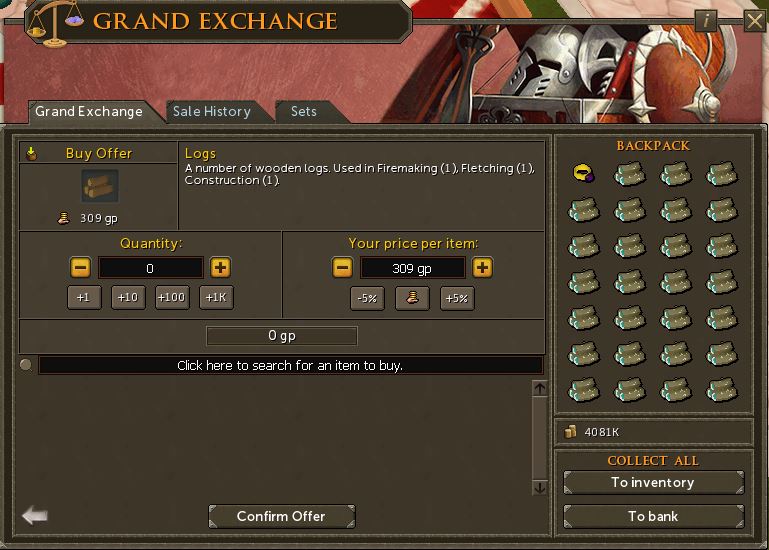 GRAND EXCHANGE
i
Grand Exchange
Sale History
Sets
Buy Offer
309 gp
Logs
A number of wooden logs. Used in Firemaking (1), Fletching (1),
Construction (1).
Quantity:
0
+1
+10
+100
+1K
Your price per item:
309 gp
-5%
+5%
0 gp
Click here to search for an item to buy.
Confirm Offer
BACKPACK
4081K
COLLECT ALL
To inventory
To bank